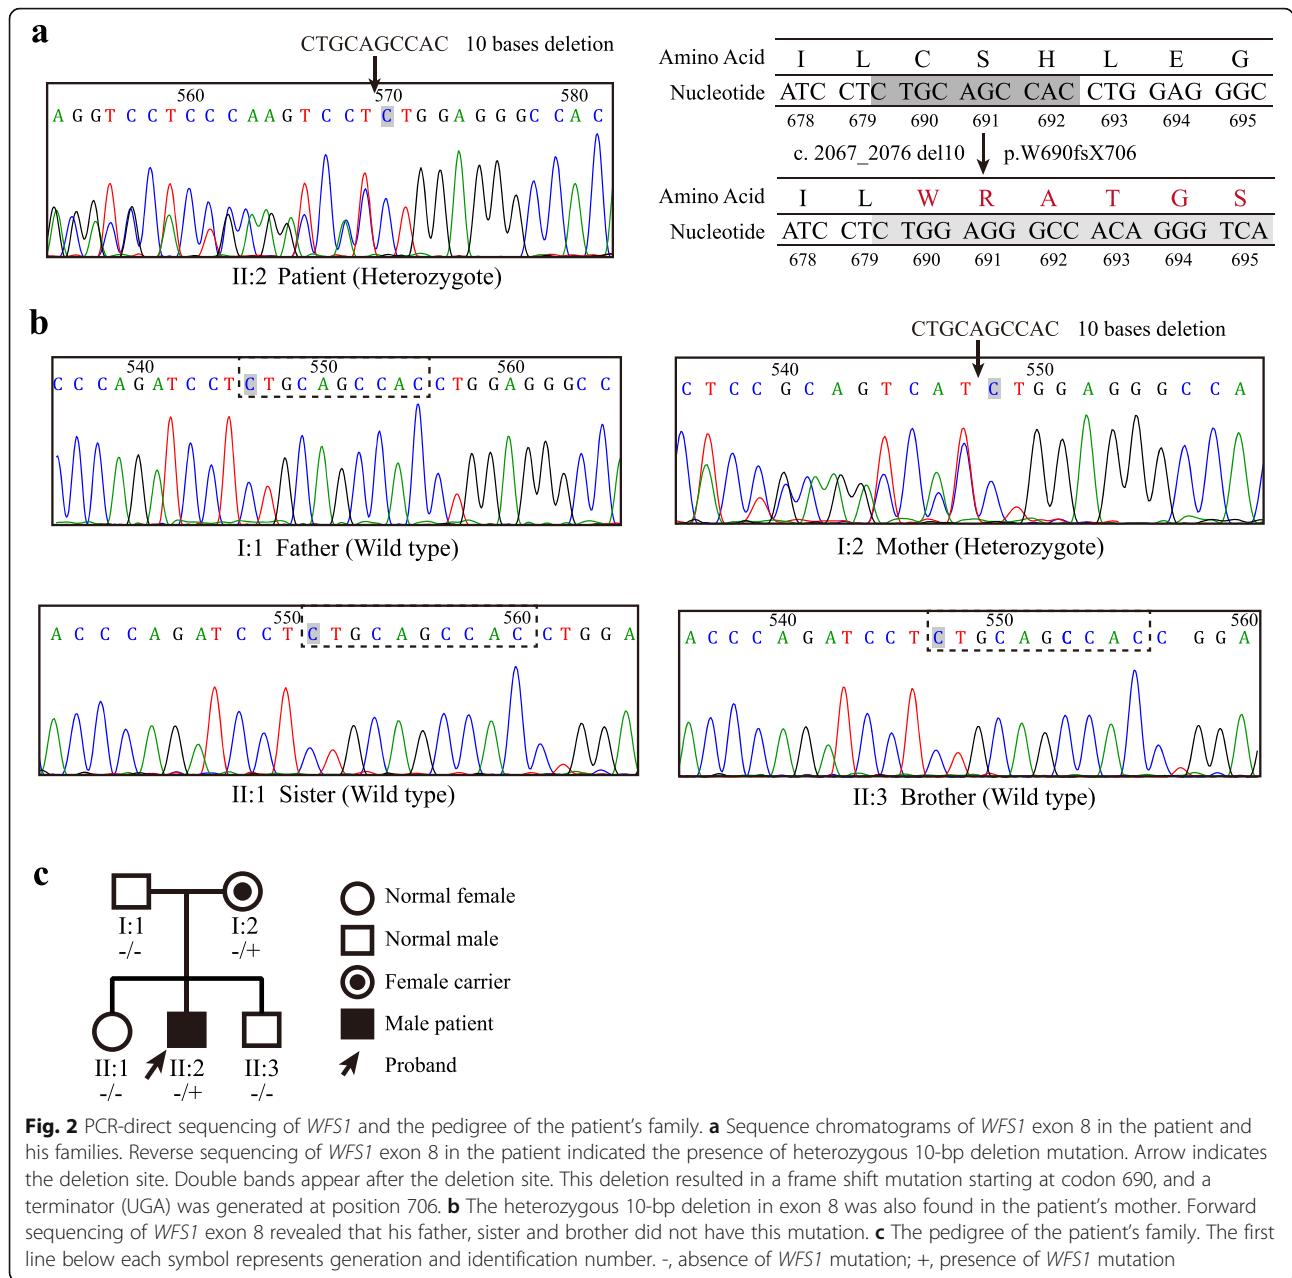 a
CTGCAGCCAC 10 bases deletion
560 570 580
A G G T C C T C C C A A G T C C T C T G G A G G G C C A C
II:2 Patient (Heterozygote)
Amino Acid I L C S H L E G
Nucleotide ATC CTC TGC AGC CAC CTG GAG GGC
678 679 690 691 692 693 694 695
c. 2067_2076 del10 p.W690fsX706
Amino Acid I L W R A T G S
Nucleotide ATC CTC TGG AGG GCC ACA GGG TCA
678 679 690 691 692 693 694 695
b
540 550 560
C C C A G A T C C T C T G C A G C C A C C T G G A G G G C C
I:1 Father (Wild type)
CTGCAGCCAC 10 bases deletion
540 550
C T C C G C A G T C A T C T G G A G G G C C A
I:2 Mother (Heterozygote)
550 560
A C C C A G A T C C T C T G C A G C C A C C T G G A
II:1 Sister (Wild type)
540 550 560
A C C C A G A T C C T C T G C A G C C A C C G G A
II:3 Brother (Wild type)
c
I:1 I:2
-/- -/+
II:1 II:2 II:3
-/- -/+ -/-
Normal female
Normal male
Female carrier
Male patient
Proband
Fig. 2 PCR-direct sequencing of WFS1 and the pedigree of the patient's family. a Sequence chromatograms of WFS1 exon 8 in the patient and
his families. Reverse sequencing of WFS1 exon 8 in the patient indicated the presence of heterozygous 10-bp deletion mutation. Arrow indicates
the deletion site. Double bands appear after the deletion site. This deletion resulted in a frame shift mutation starting at codon 690, and a
terminator (UGA) was generated at position 706. b The heterozygous 10-bp deletion in exon 8 was also found in the patient's mother. Forward
sequencing of WFS1 exon 8 revealed that his father, sister and brother did not have this mutation. c The pedigree of the patient's family. The first
line below each symbol represents generation and identification number. -, absence of WFS1 mutation; +, presence of WFS1 mutation